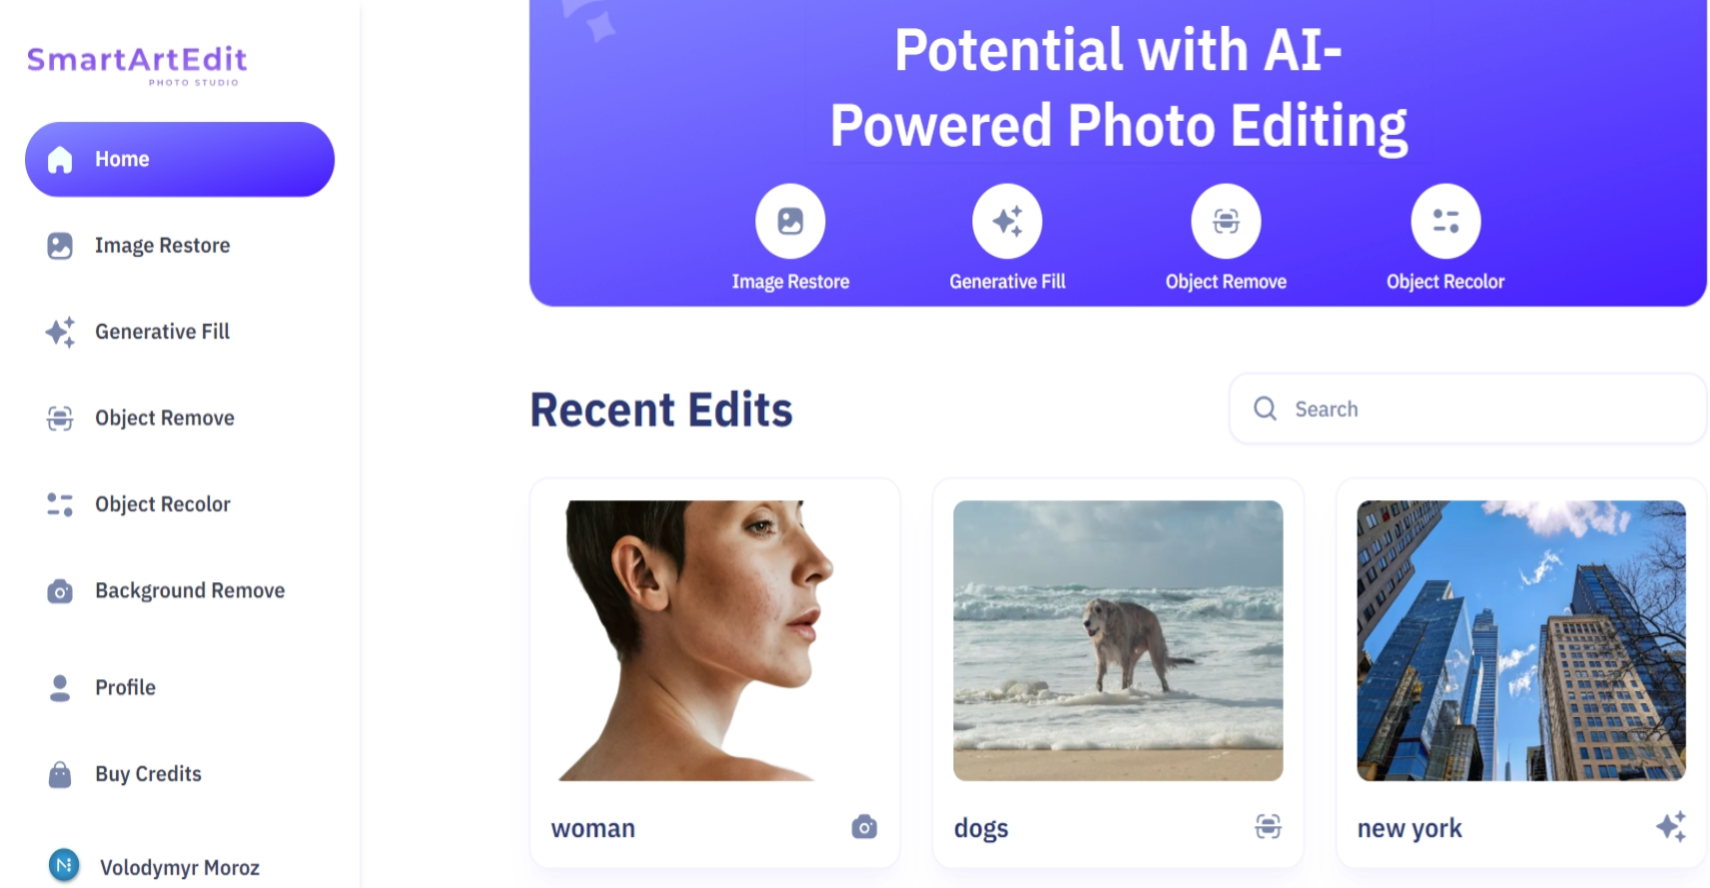 SmartArtEdit
PHOTO STUDIO
Home
Image Restore
Generative Fill
Object Remove
Object Recolor
Background Remove
Profile
Buy Credits
Volodymyr Moroz
Potential with AI-
Powered Photo Editing
Image Restore
Generative Fill
Object Remove
Object Recolor
Recent Edits
Search
woman
dogs
new york